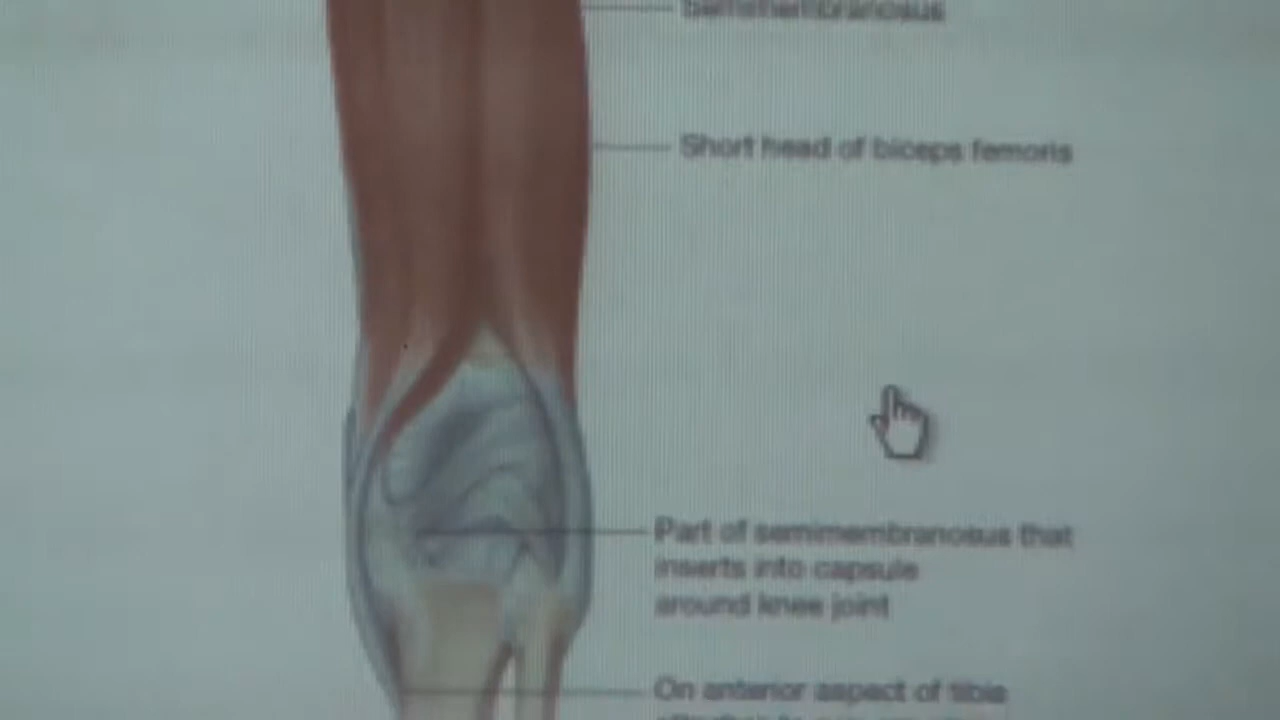 Semimembranosus
Short head of biceps femoris
Part of semimembranosus that
inserts into capsule
around knee joint
On anterior aspect of tibia